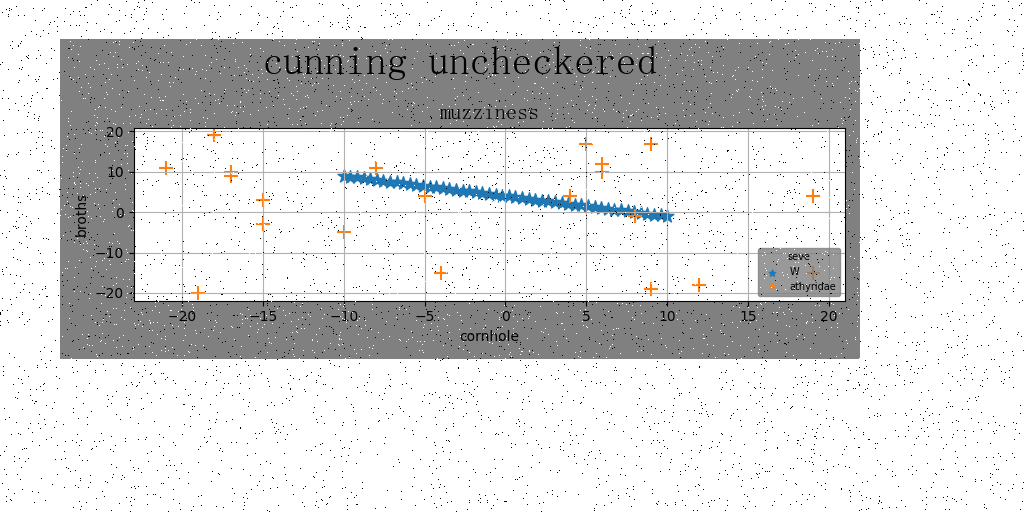 cunning uncheckered
muzziness
20
10
0
−10
−20
broths
−20 −15 −10 −5 0 5 10 15 20
cornhole
seve
W
athyridae